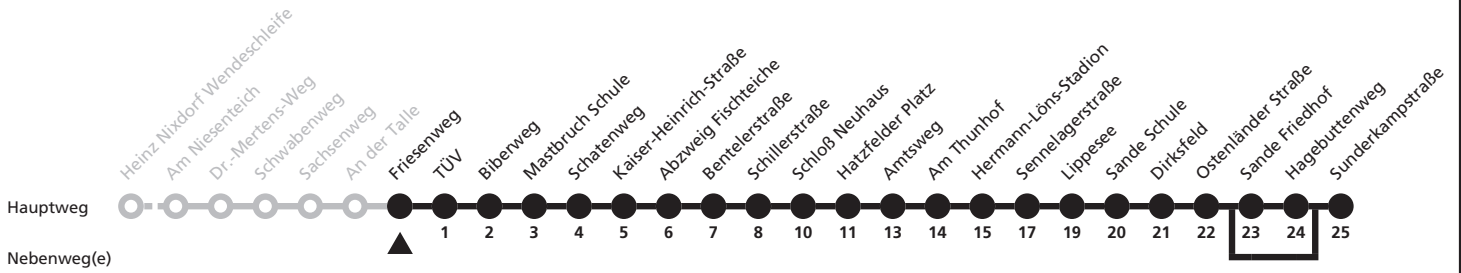 Heinz Nixdorf Wendeschleife
Am Niesenteich
Dr.-Mertens-Weg
Schwabenweg
Sachsenweg
An der Talle
Friesenweg
TÜV
Biberweg
Mastbruch Schule
Schatenweg
Kaiser-Heinrich-Straße
Abzweig Fischteiche
Bentelerstraße
Schillerstraße
Schloß Neuhaus
Hatzfelder Platz
Amtsweg
Am Thunhof
Hermann-Löns-Stadion
Sennelagerstraße
Lippesee
Sande Schule
Dirksfeld
Ostenländer Straße
Sande Friedhof
Hagebuttenweg
Sunderkampstraße
Hauptweg
1 2 3 4 5 6 7 8 10 11 13 14 15 17 19 20 21 22 23 24 25
Nebenweg(e)